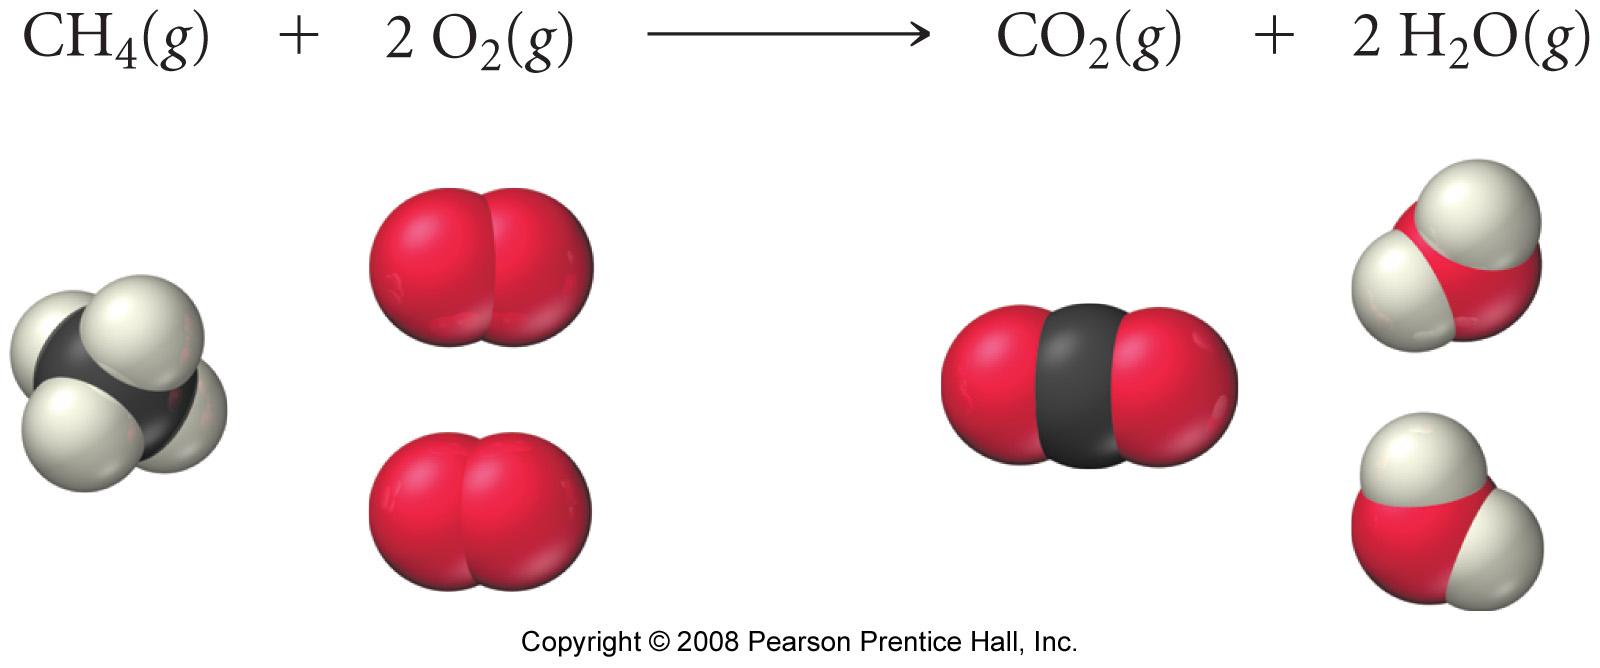 CH₄(g) + 2 O₂(g) ⟶ CO₂(g) + 2 H₂O(g)
Copyright © 2008 Pearson Prentice Hall, Inc.